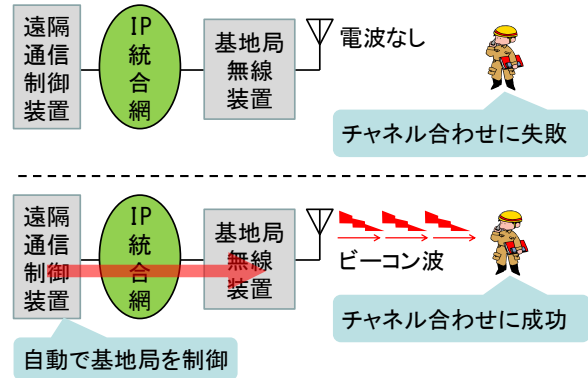 遠隔
通信
制御
装置
IP
統
合
網
基地局
無線
装置
電波なし
チャネル合わせに失敗
遠隔
通信
制御
装置
IP
統
合
網
基地局
無線
装置
ビーコン波
チャネル合わせに成功
自動で基地局を制御